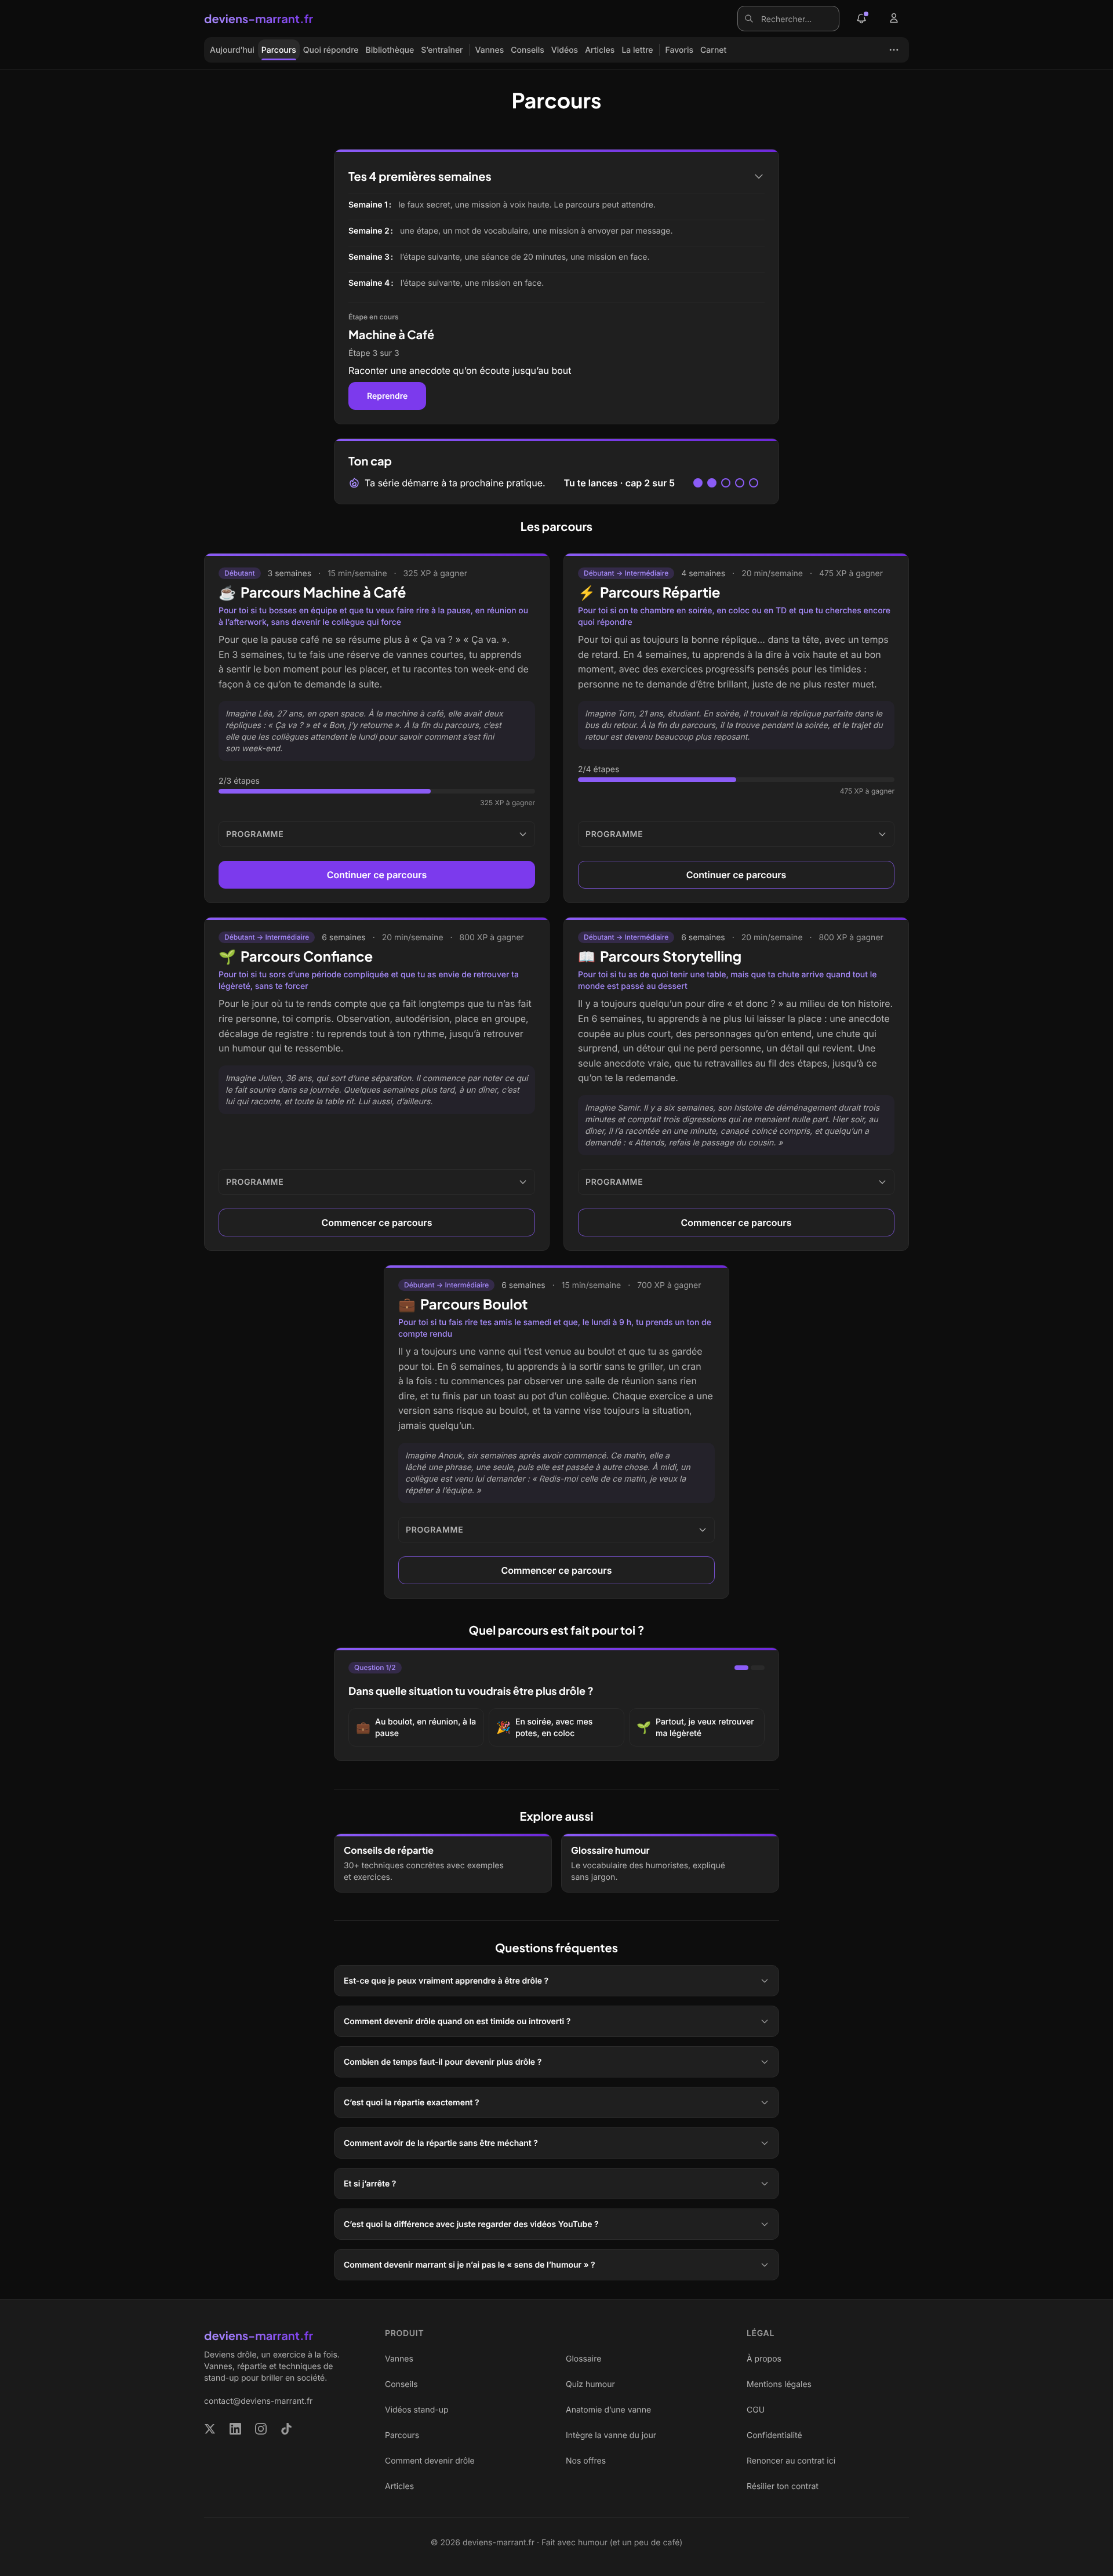 deviens-marrant.fr
Rechercher...
Aujourd'hui Parcours Quoi répondre Bibliothèque S'entraîner Vannes Conseils Vidéos Articles La lettre Favoris Carnet
Parcours
Tes 4 premières semaines
Semaine 1 : le faux secret, une mission à voix haute. Le parcours peut attendre.
Semaine 2 : une étape, un mot de vocabulaire, une mission à envoyer par message.
Semaine 3 : l'étape suivante, une séance de 20 minutes, une mission en face.
Semaine 4 : l'étape suivante, une mission en face.
Étape en cours
Machine à Café
Étape 3 sur 3
Raconter une anecdote qu'on écoute jusqu'au bout
Reprendre
Ton cap
Ta série démarre à ta prochaine pratique. Tu te lances · cap 2 sur 5
Les parcours
Débutant 3 semaines · 15 min/semaine · 325 XP à gagner
☕ Parcours Machine à Café
Pour toi si tu bosses en équipe et que tu veux faire rire à la pause, en réunion ou
à l'afterwork, sans devenir le collègue qui force
Pour que la pause café ne se résume plus à « Ça va ? » « Ça va. ».
En 3 semaines, tu te fais une réserve de vannes courtes, tu apprends
à sentir le bon moment pour les placer, et tu racontes ton week-end de
façon à ce qu'on te demande la suite.
Imagine Léa, 27 ans, en open space. À la machine à café, elle avait deux
répliques : « Ça va ? » et « Bon, j'y retourne ». À la fin du parcours, c'est
elle que les collègues attendent le lundi pour savoir comment s'est fini
son week-end.
2/3 étapes
325 XP à gagner
PROGRAMME
Continuer ce parcours
Débutant → Intermédiaire 4 semaines · 20 min/semaine · 475 XP à gagner
⚡ Parcours Répartie
Pour toi si on te chambre en soirée, en coloc ou en TD et que tu cherches encore
quoi répondre
Pour toi qui as toujours la bonne réplique... dans ta tête, avec un temps
de retard. En 4 semaines, tu apprends à la dire à voix haute et au bon
moment, avec des exercices progressifs pensés pour les timides :
personne ne te demande d'être brillant, juste de ne plus rester muet.
Imagine Tom, 21 ans, étudiant. En soirée, il trouvait la réplique parfaite dans le
bus du retour. À la fin du parcours, il la trouve pendant la soirée, et le trajet du
retour est devenu beaucoup plus reposant.
2/4 étapes
475 XP à gagner
PROGRAMME
Continuer ce parcours
Débutant → Intermédiaire 6 semaines · 20 min/semaine · 800 XP à gagner
🌱 Parcours Confiance
Pour toi si tu sors d'une période compliquée et que tu as envie de retrouver ta
légèreté, sans te forcer
Pour le jour où tu te rends compte que ça fait longtemps que tu n'as fait
rire personne, toi compris. Observation, autodérision, place en groupe,
décalage de registre : tu reprends tout à ton rythme, jusqu'à retrouver
un humour qui te ressemble.
Imagine Julien, 36 ans, qui sort d'une séparation. Il commence par noter ce qui
le fait sourire dans sa journée. Quelques semaines plus tard, à un dîner, c'est
lui qui raconte, et toute la table rit. Lui aussi, d'ailleurs.
PROGRAMME
Commencer ce parcours
Débutant → Intermédiaire 6 semaines · 20 min/semaine · 800 XP à gagner
📖 Parcours Storytelling
Pour toi si tu as de quoi tenir une table, mais que ta chute arrive quand tout le
monde est passé au dessert
Il y a toujours quelqu'un pour dire « et donc ? » au milieu de ton histoire.
En 6 semaines, tu apprends à ne plus lui laisser la place : une anecdote
coupée au plus court, des personnages qu'on entend, une chute qui
surprend, un détour qui ne perd personne, un détail qui revient. Une
seule anecdote vraie, que tu retravailles au fil des étapes, jusqu'à ce
qu'on te la redemande.
Imagine Samir. Il y a six semaines, son histoire de déménagement durait trois
minutes et comptait trois digressions qui ne menaient nulle part. Hier soir, au
dîner, il l'a racontée en une minute, canapé coincé compris, et quelqu'un a
demandé : « Attends, refais le passage du cousin. »
PROGRAMME
Commencer ce parcours
Débutant → Intermédiaire 6 semaines · 15 min/semaine · 700 XP à gagner
💼 Parcours Boulot
Pour toi si tu fais rire tes amis le samedi et que, le lundi à 9 h, tu prends un ton de
compte rendu
Il y a toujours une vanne qui t'est venue au boulot et que tu as gardée
pour toi. En 6 semaines, tu apprends à la sortir sans te griller, un cran
à la fois : tu commences par observer une salle de réunion sans rien
dire, et tu finis par un toast au pot d'un collègue. Chaque exercice a une
version sans risque au boulot, et ta vanne vise toujours la situation,
jamais quelqu'un.
Imagine Anouk, six semaines après avoir commencé. Ce matin, elle a
lâché une phrase, une seule, puis elle est passée à autre chose. À midi, un
collègue est venu lui demander : « Redis-moi celle de ce matin, je veux la
répéter à l'équipe. »
PROGRAMME
Commencer ce parcours
Quel parcours est fait pour toi ?
Question 1/2
Dans quelle situation tu voudrais être plus drôle ?
💼 Au boulot, en réunion, à la
pause
🎉 En soirée, avec mes
potes, en coloc
🌱 Partout, je veux retrouver
ma légèreté
Explore aussi
Conseils de répartie
30+ techniques concrètes avec exemples
et exercices.
Glossaire humour
Le vocabulaire des humoristes, expliqué
sans jargon.
Questions fréquentes
Est-ce que je peux vraiment apprendre à être drôle ?
Comment devenir drôle quand on est timide ou introverti ?
Combien de temps faut-il pour devenir plus drôle ?
C'est quoi la répartie exactement ?
Comment avoir de la répartie sans être méchant ?
Et si j'arrête ?
C'est quoi la différence avec juste regarder des vidéos YouTube ?
Comment devenir marrant si je n'ai pas le « sens de l'humour » ?
deviens-marrant.fr
Deviens drôle, un exercice à la fois.
Vannes, répartie et techniques de
stand-up pour briller en société.
contact@deviens-marrant.fr
PRODUIT
Vannes
Conseils
Vidéos stand-up
Parcours
Comment devenir drôle
Articles
Glossaire
Quiz humour
Anatomie d'une vanne
Intègre la vanne du jour
Nos offres
LÉGAL
À propos
Mentions légales
CGU
Confidentialité
Renoncer au contrat ici
Résilier ton contrat
© 2026 deviens-marrant.fr · Fait avec humour (et un peu de café)